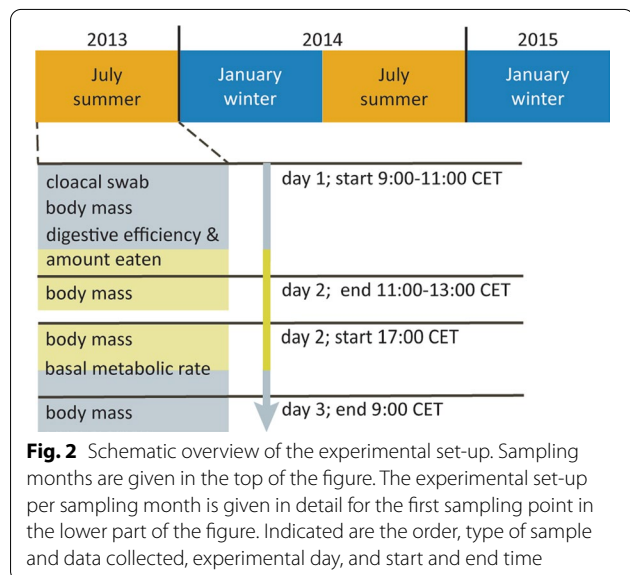 2013 2014 2015
July summer
January winter
July summer
January winter
cloacal swab
body mass
digestive efficiency &
amount eaten
day 1; start 9:00-11:00 CET
body mass
day 2; end 11:00-13:00 CET
body mass
basal metabolic rate
day 2; start 17:00 CET
body mass
day 3; end 9:00 CET
Fig. 2 Schematic overview of the experimental set-up. Sampling
months are given in the top of the figure. The experimental set-up
per sampling month is given in detail for the first sampling point in
the lower part of the figure. Indicated are the order, type of sample
and data collected, experimental day, and start and end time